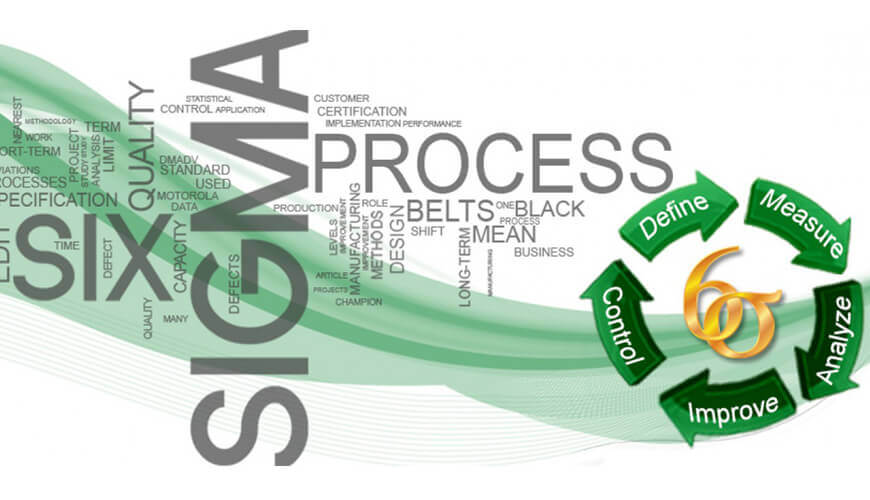 NEAREST
METHODOLOGY
WORK
PROJECT
STUDY
ANALYSIS
TERM
LIMIT
ORT-TERM
VIATIONS
ROCESSES
PECIFICATION
EDIT
SIX
TIME
DEFECT
QUALITY
QUALITY
MANY
STATISTICAL
CONTROL APPLICATION
DMADV
STANDARD
USED
MOTOROLA
DATA
CAPACITY
DEFECTS
SIGMA
CUSTOMER
CERTIFICATION
IMPLEMENTATION PERFORMANCE
PROCESS
PRODUCTION
LEVELS
IMPROVEMENT
MANUFACTURING
IMPROVEMENT
ROLE
METHODS
DESIGN
BELTS ONE BLACK
PROCESS
SHIFT
MEAN
BUSINESS
LONG-TERM
MANUFACTURING
ARTICLE
PROJECTS
CHAMPION
Define
Measure
Analyze
Improve
Control
6σ